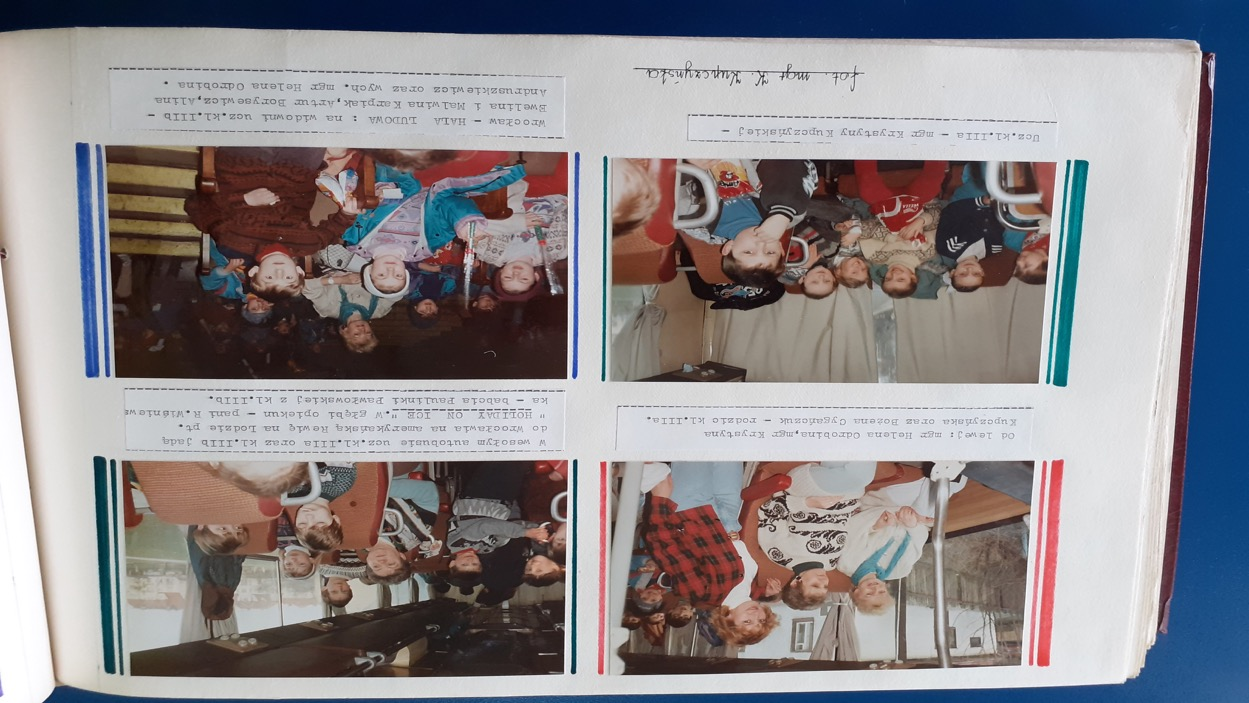 Od lewej: mgr Helena Odrobina,mgr Krystyna
Kupczyńska oraz Bożena Cygańczuk - rodzic kl.IIIa.
W wesołym autobusie ucz.kl.IIIa oraz kl.IIIb jadą
do Wrocławia na amerykańską Rewię na Lodzie pt.
" HOLIDAY ON ICE ".W głębi opiekun - pani R.Wiśniews
ka - babcia Paulinki Pawłowskiej z kl.IIIb.
Ucz.kl.IIIa - mgr Krystyny Kupczyńskiej -
Wrocław - HALA LUDOWA : na widowni ucz.kl.IIIb -
Ewelina i Malwina Karpiak,Artur Borysewicz,Alina
Andruszkiewicz oraz wych. mgr Helena Odrobina .
fot. mgr K. Kupczyńska